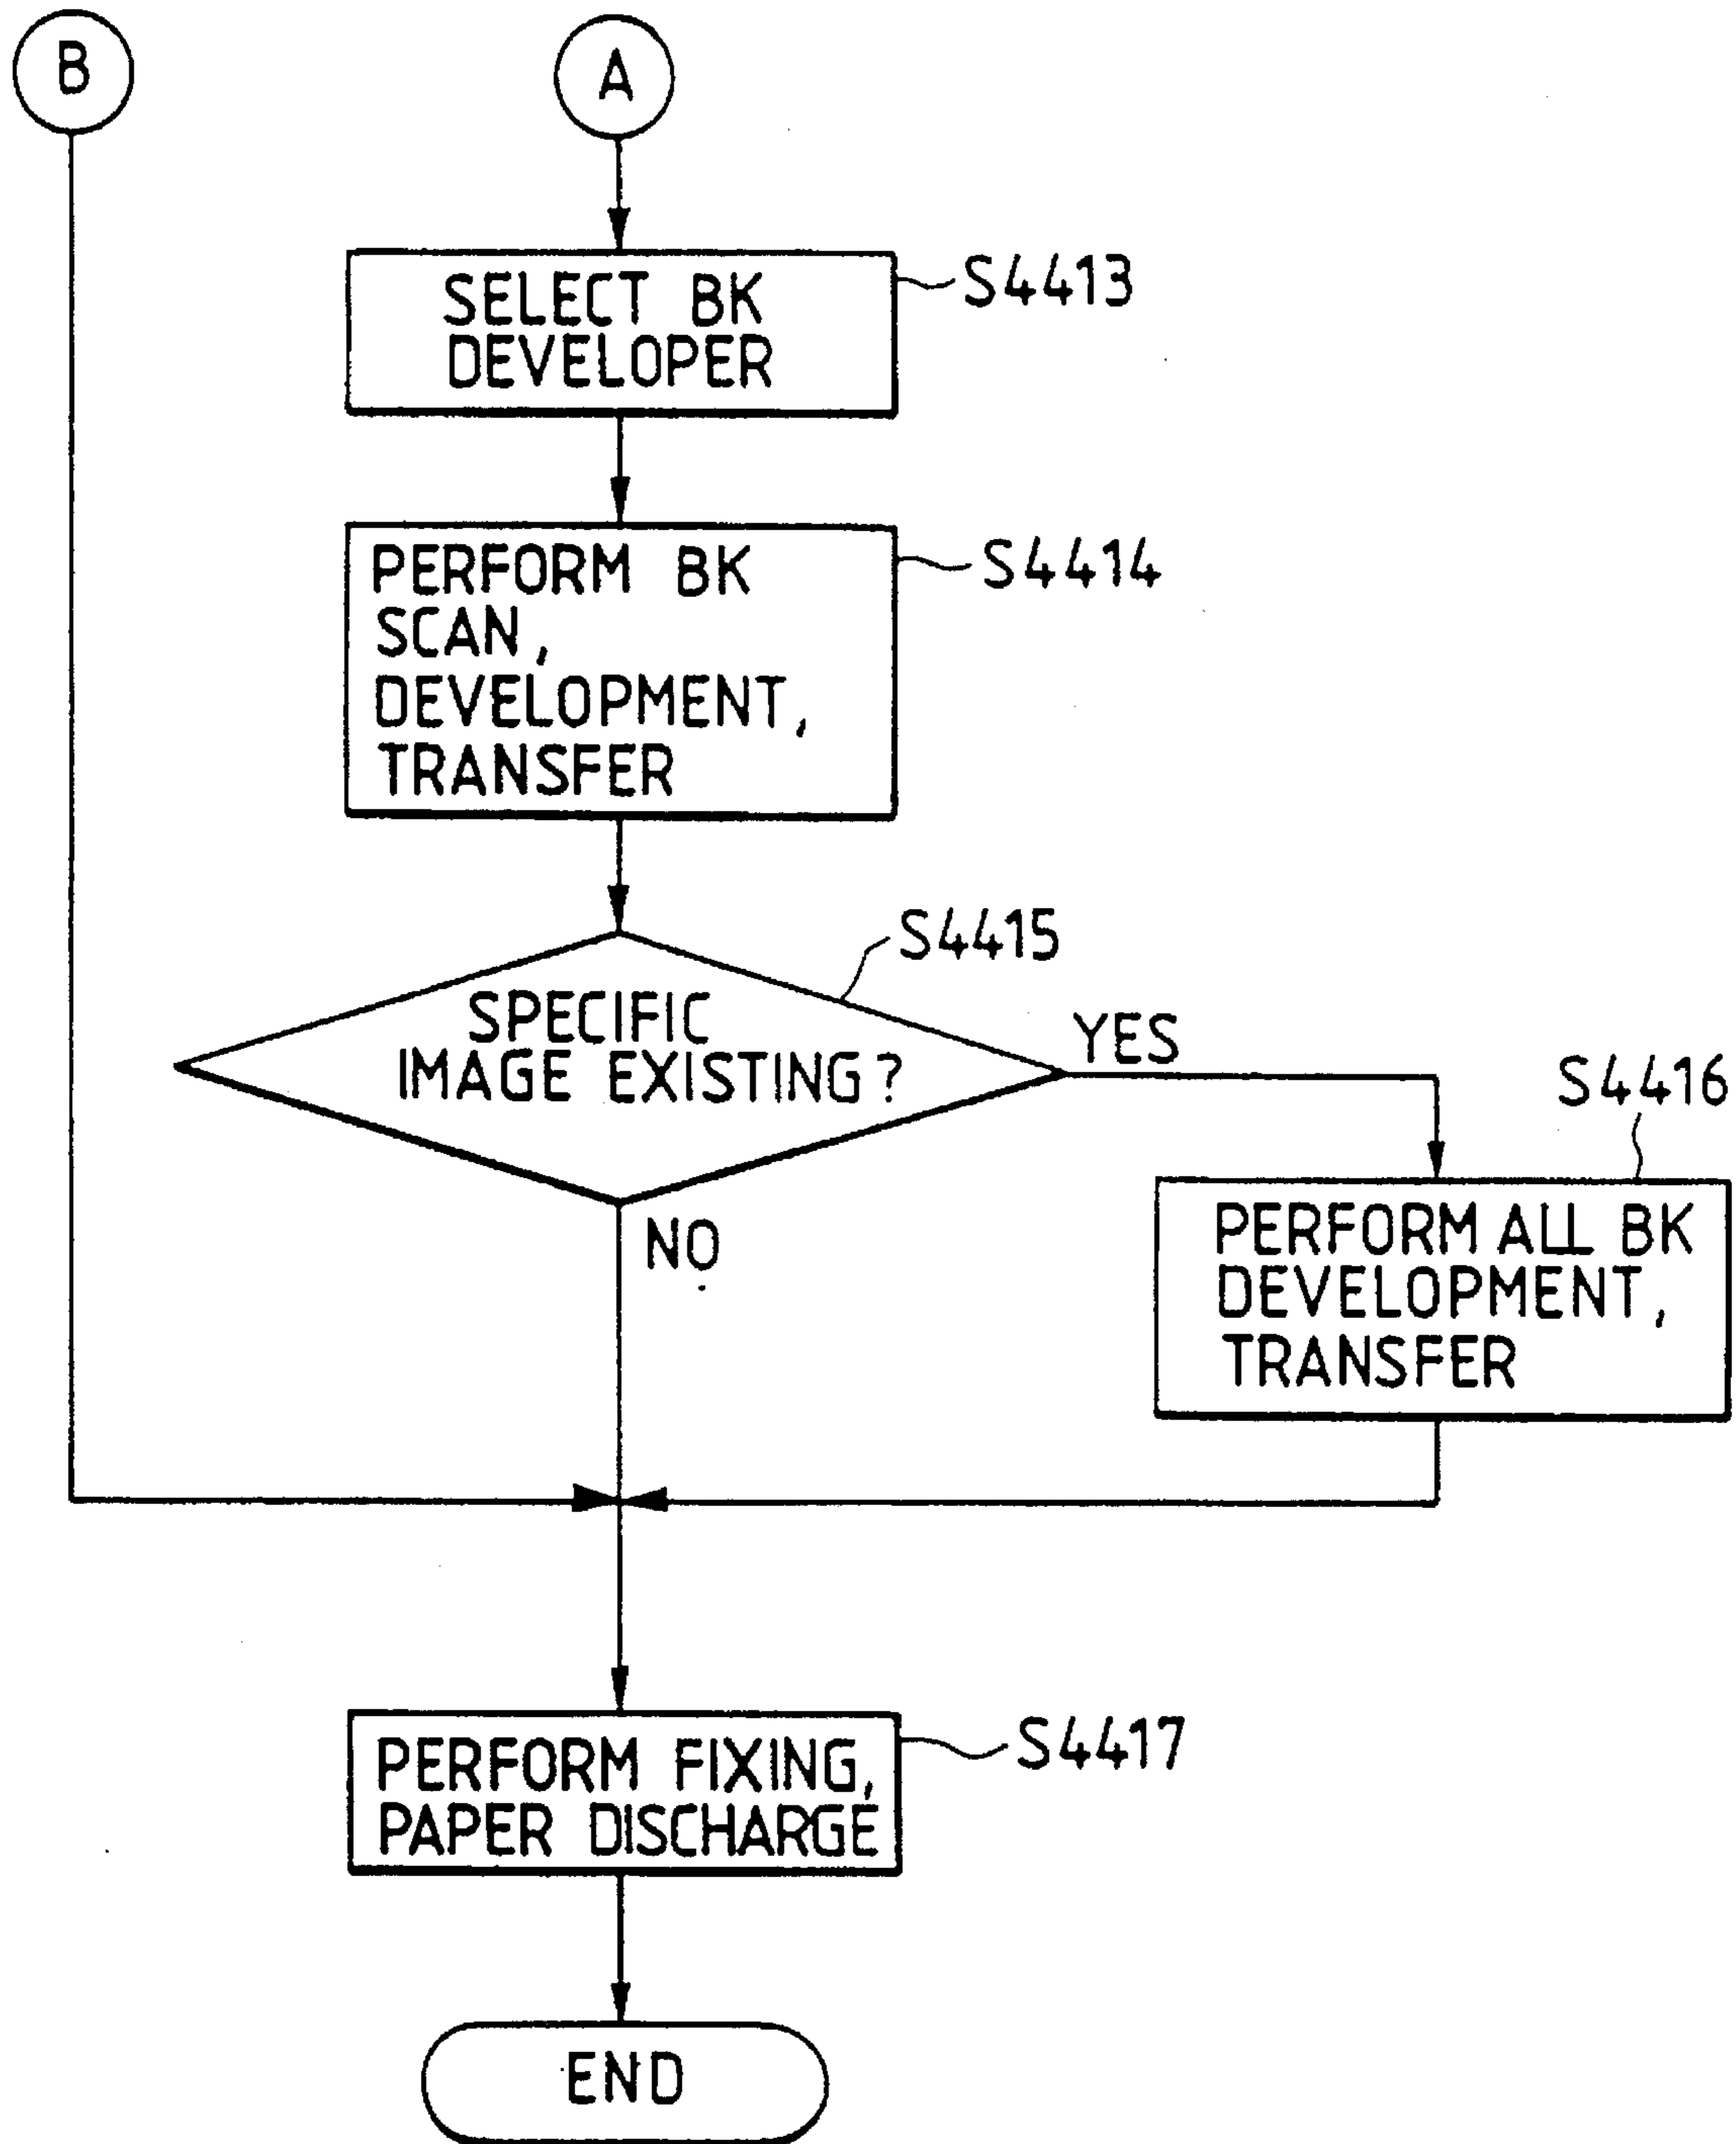 B
A
SELECT BK
DEVELOPER
S4413
PERFORM BK
SCAN,
DEVELOPMENT,
TRANSFER
S4414
S4415
SPECIFIC
IMAGE EXISTING?
YES
NO
S4416
PERFORM ALL BK
DEVELOPMENT,
TRANSFER
PERFORM FIXING,
PAPER DISCHARGE
S4417
END